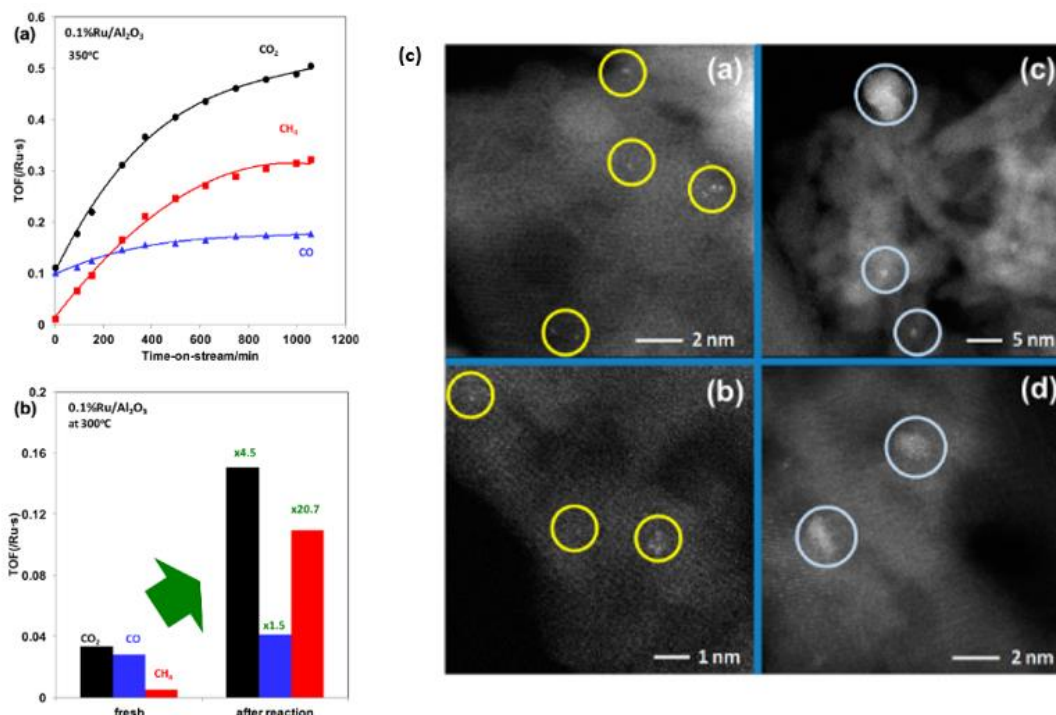 (a)
0.1%Ru/Al₂O₃
350°C
CO₂
CH₄
CO
TOF(/Ru·s)
0.6
0.5
0.4
0.3
0.2
0.1
0
0 200 400 600 800 1000 1200
Time-on-stream/min
(b)
0.1%Ru/Al₂O₃
at 300°C
x4.5
x20.7
x1.5
CO₂
CO
CH₄
TOF(/Ru·s)
0.2
0.16
0.12
0.08
0.04
0
fresh after reaction
(c)
(a)
2 nm
(c)
5 nm
(b)
1 nm
(d)
2 nm